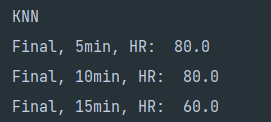 KNN
Final, 5min, HR:  80.0
Final, 10min, HR:  80.0
Final, 15min, HR:  60.0